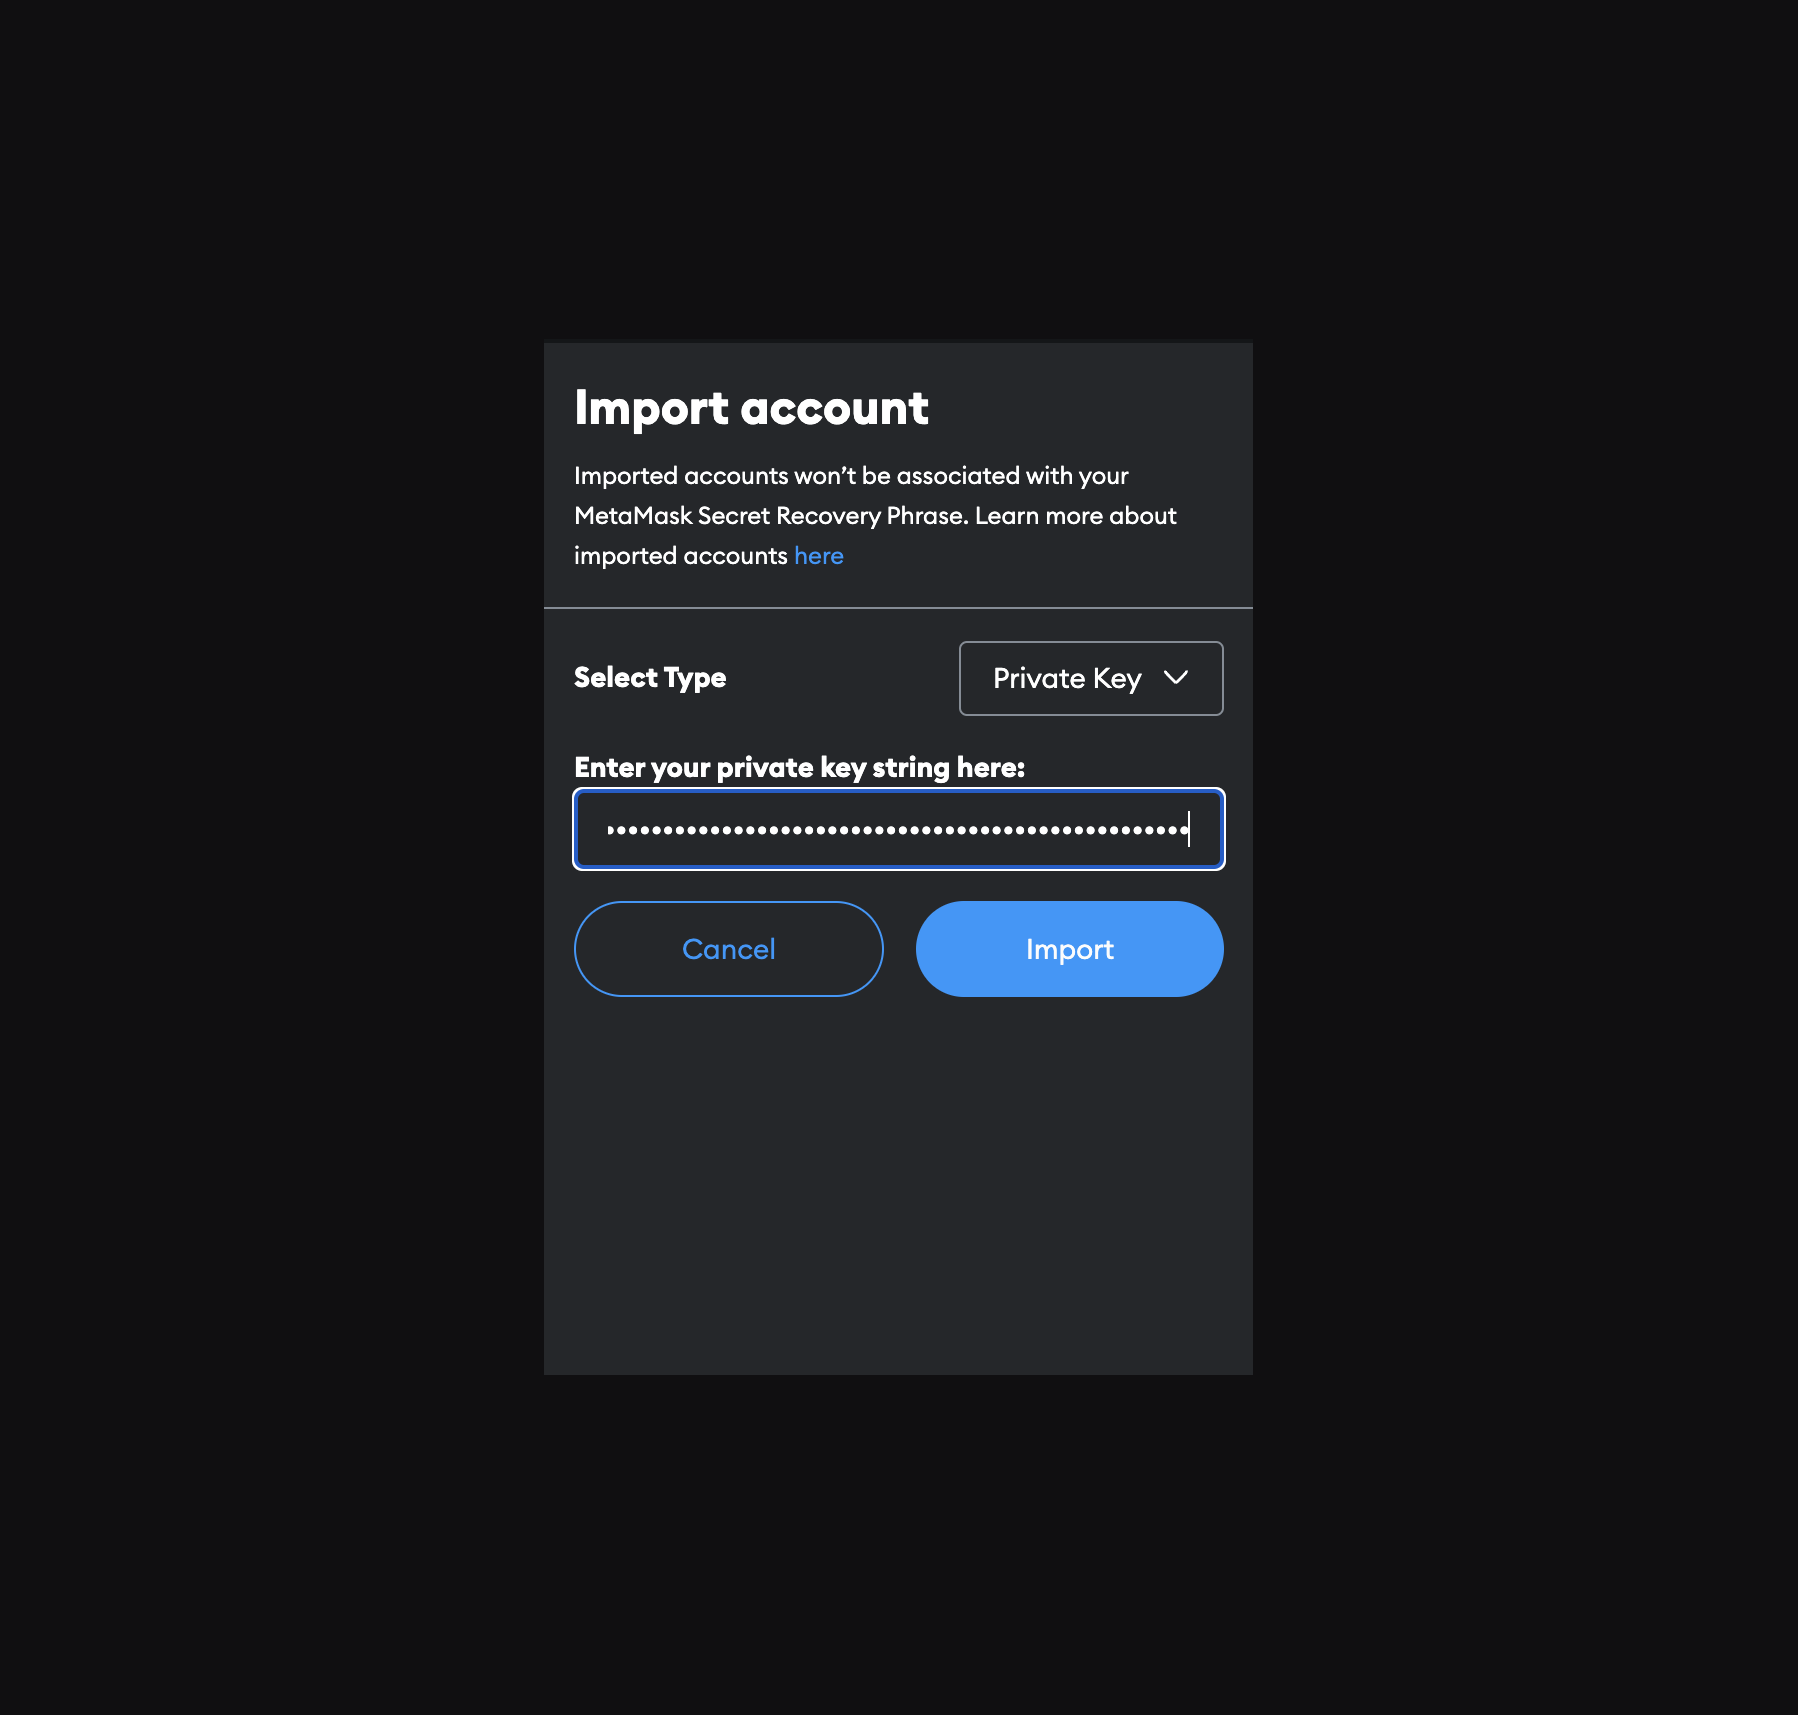 Import account
Imported accounts won’t be associated with your
MetaMask Secret Recovery Phrase. Learn more about
imported accounts here
Select Type
Private Key
Enter your private key string here:
Cancel
Import